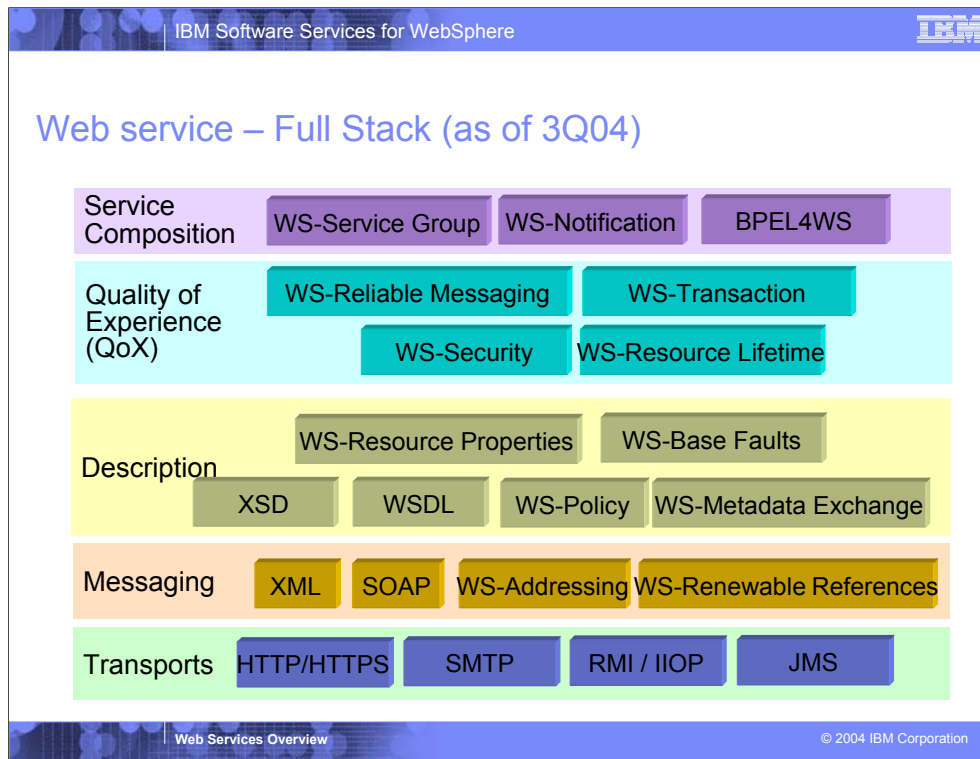 IBM Software Services for WebSphere
IBM
Web service – Full Stack (as of 3Q04)
Service
Composition
WS-Service Group
WS-Notification
BPEL4WS
Quality of
Experience
(QoX)
WS-Reliable Messaging
WS-Transaction
WS-Security
WS-Resource Lifetime
Description
WS-Resource Properties
WS-Base Faults
XSD
WSDL
WS-Policy
WS-Metadata Exchange
Messaging
XML
SOAP
WS-Addressing
WS-Renewable References
Transports
HTTP/HTTPS
SMTP
RMI / IIOP
JMS
Web Services Overview
© 2004 IBM Corporation